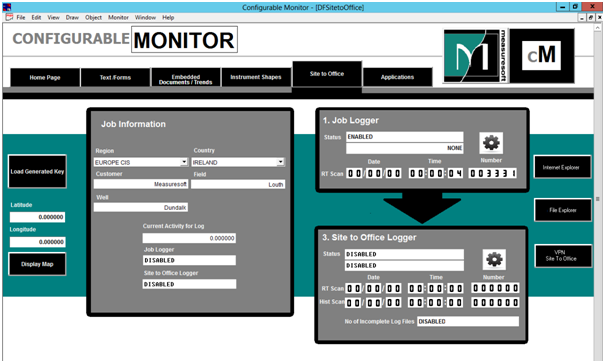 Configurable Monitor - [DFSitetoOffice]
File Edit View Draw Object Monitor Window Help
CONFIGURABLE MONITOR
measuresoft
cM
Home Page
Text /Forms
Embedded
Documents / Trends
Instrument Shapes
Site to Office
Applications
Load Generated Key
Latitude
0.000000
Longitude
0.000000
Display Map
Job Information
Region Country
EUROPE CIS IRELAND
Customer Field
Measuresoft Louth
Well
Dundalk
Current Activity for Log
0.000000
Job Logger
DISABLED
Site to Office Logger
DISABLED
1. Job Logger
Status ENABLED
NONE
Date Time Number
RT Scan 00/00/00 00:00:04 003331
3. Site to Office Logger
Status DISABLED
DISABLED
Date Time Number
RT Scan 00/00/00 00:00:00 000000
Hist Scan 00/00/00 00:00:00 000000
No of Incomplete Log Files DISABLED
Internet Explorer
File Explorer
VPN
Site To Office